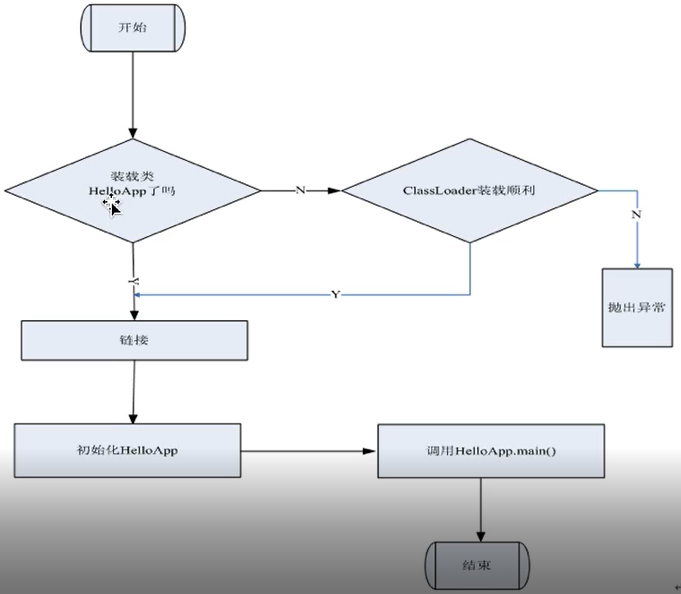 开始
装载类
HelloApp了吗
N
ClassLoader装载顺利
N
Y
Y
抛出异常
链接
初始化HelloApp
调用HelloApp.main()
结束